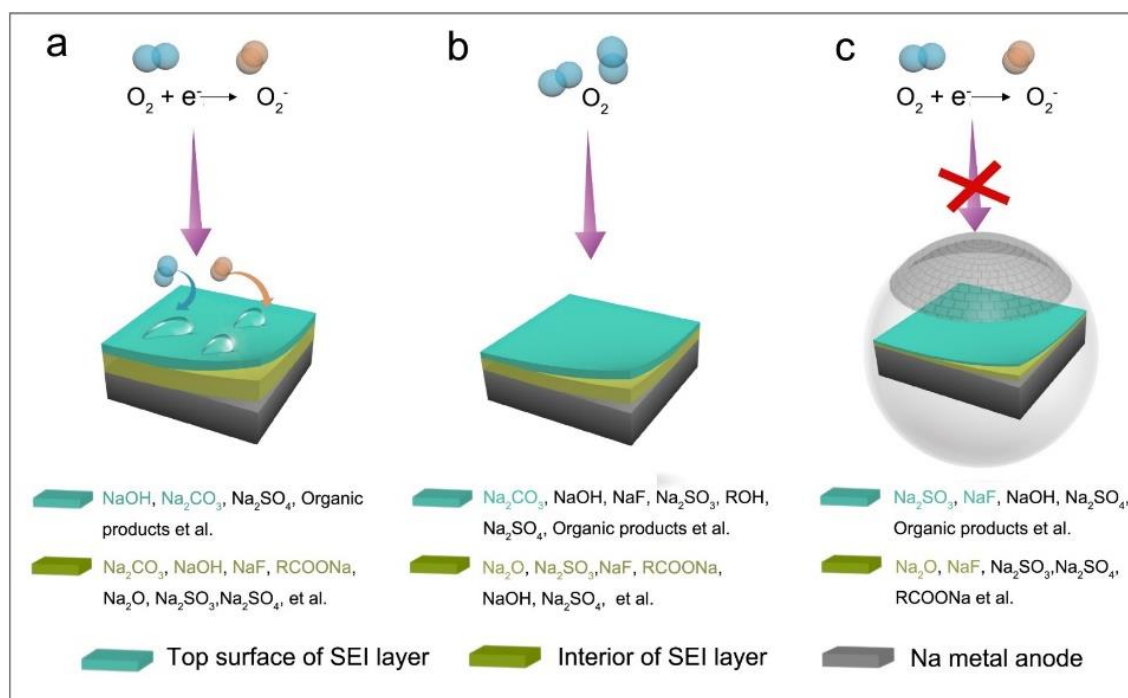 a
O₂ + e⁻ → O₂⁻
b
O₂
c
O₂ + e⁻ → O₂⁻
NaOH, Na₂CO₃, Na₂SO₄, Organic
products et al.
Na₂CO₃, NaOH, NaF, RCOONa,
Na₂O, Na₂SO₃,Na₂SO₄, et al.
Na₂CO₃, NaOH, NaF, Na₂SO₃, ROH,
Na₂SO₄, Organic products et al.
Na₂O, Na₂SO₃,NaF, RCOONa,
NaOH, Na₂SO₄, et al.
Na₂SO₃, NaF, NaOH, Na₂SO₄,
Organic products et al.
Na₂O, NaF, Na₂SO₃,Na₂SO₄,
RCOONa et al.
Top surface of SEI layer
Interior of SEI layer
Na metal anode